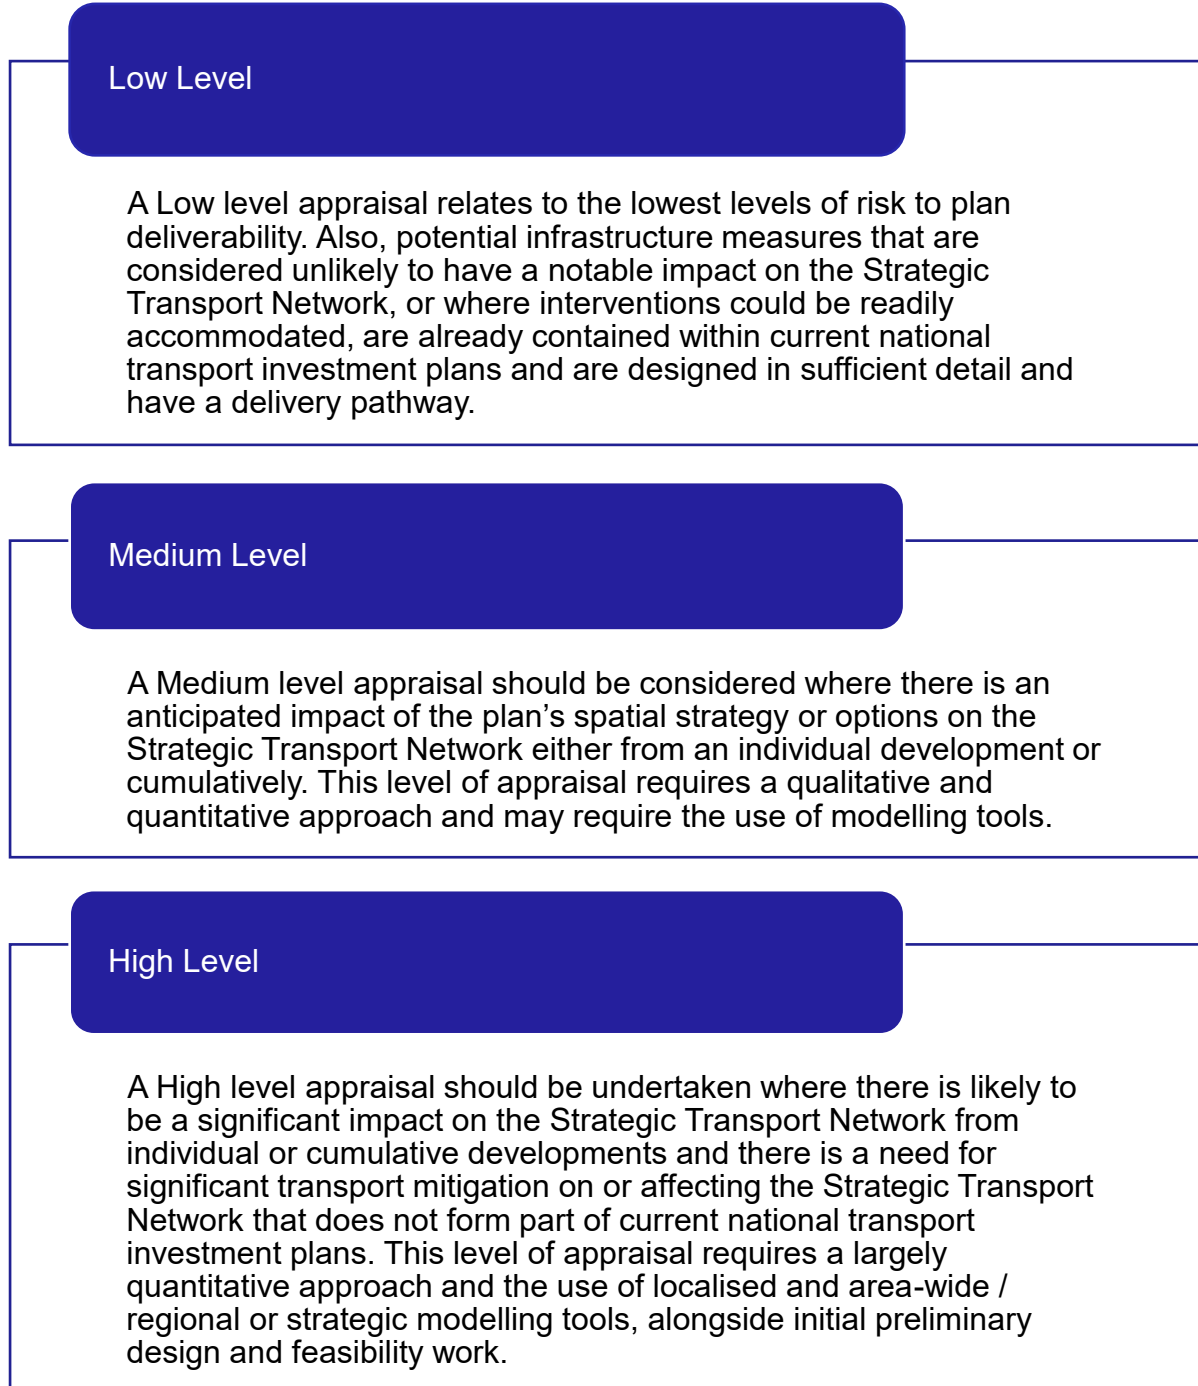 Low Level
A Low level appraisal relates to the lowest levels of risk to plan
deliverability. Also, potential infrastructure measures that are
considered unlikely to have a notable impact on the Strategic
Transport Network, or where interventions could be readily
accommodated, are already contained within current national
transport investment plans and are designed in sufficient detail and
have a delivery pathway.
Medium Level
A Medium level appraisal should be considered where there is an
anticipated impact of the plan’s spatial strategy or options on the
Strategic Transport Network either from an individual development or
cumulatively. This level of appraisal requires a qualitative and
quantitative approach and may require the use of modelling tools.
High Level
A High level appraisal should be undertaken where there is likely to
be a significant impact on the Strategic Transport Network from
individual or cumulative developments and there is a need for
significant transport mitigation on or affecting the Strategic Transport
Network that does not form part of current national transport
investment plans. This level of appraisal requires a largely
quantitative approach and the use of localised and area-wide /
regional or strategic modelling tools, alongside initial preliminary
design and feasibility work.